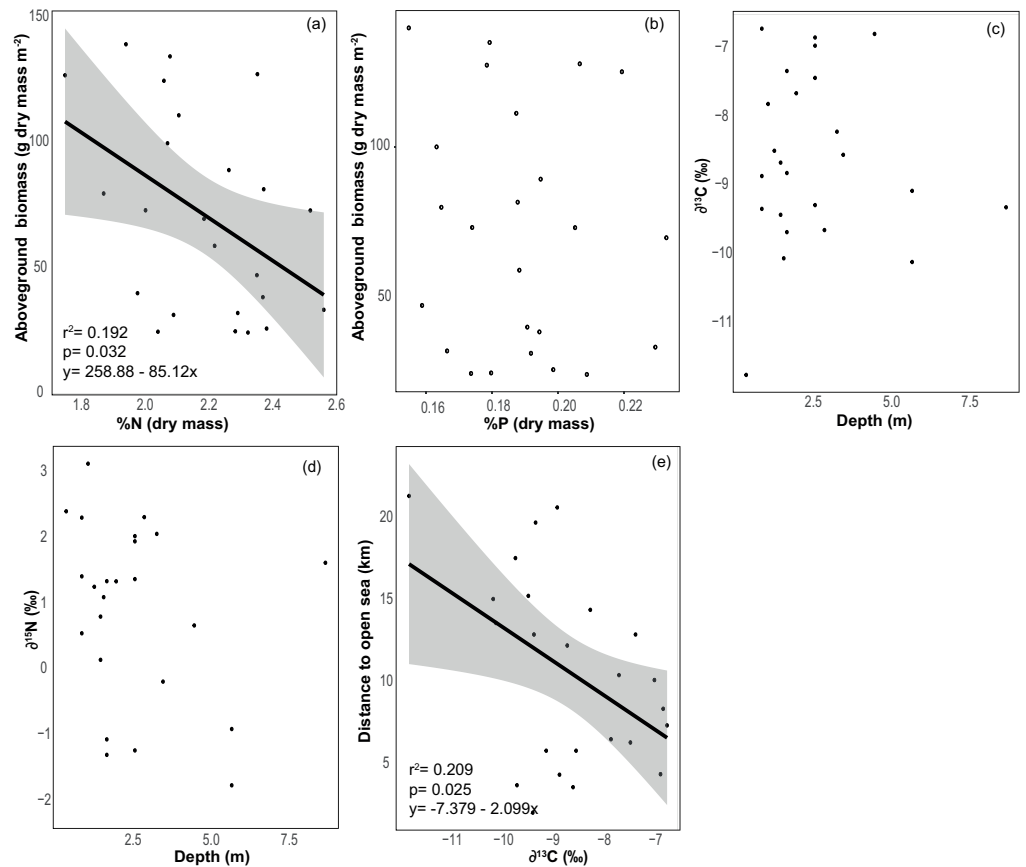 (a)
Aboveground biomass (g dry mass m⁻²)
150
100
50
0
r²= 0.192
p= 0.032
y= 258.88 - 85.12x
1.8 2.0 2.2 2.4 2.6
%N (dry mass)
(b)
Aboveground biomass (g dry mass m⁻²)
100
50
0.16 0.18 0.20 0.22
%P (dry mass)
(c)
∂¹³C (‰)
−7
−8
−9
−10
−11
2.5 5.0 7.5
Depth (m)
(d)
∂¹⁵N (‰)
3
2
1
0
−1
−2
2.5 5.0 7.5
Depth (m)
(e)
Distance to open sea (km)
20
15
10
5
r²= 0.209
p= 0.025
y= -7.379 - 2.099x
−11 −10 −9 −8 −7
∂¹³C (‰)